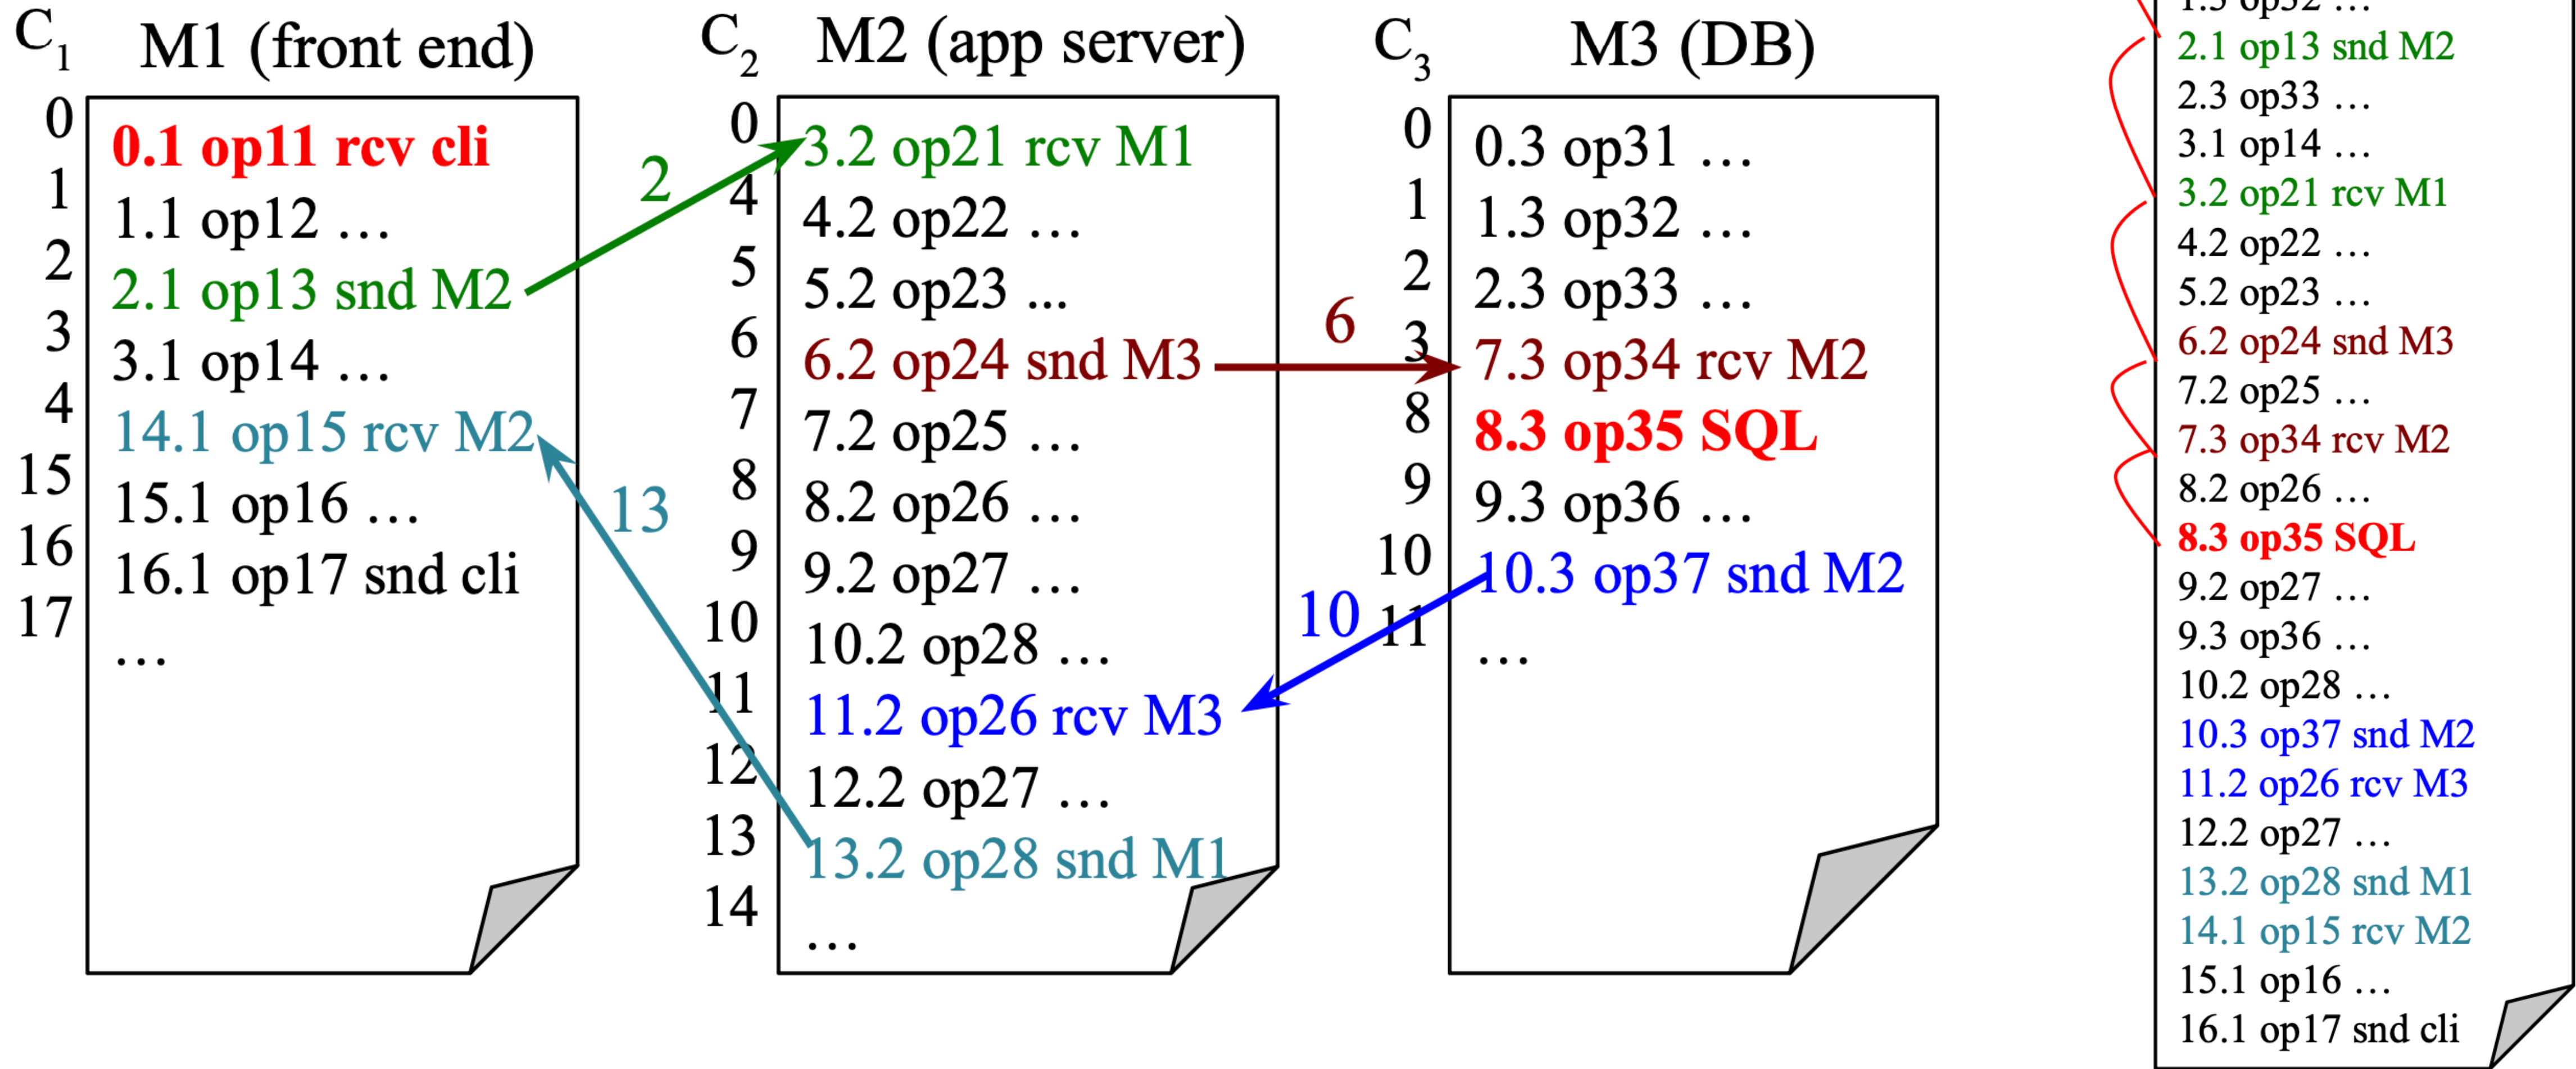 C1
M1 (front end)
0
1
2
3
4
15
16
17
0.1 op11 rcv cli
1.1 op12 …
2.1 op13 snd M2
3.1 op14 …
14.1 op15 rcv M2
15.1 op16 …
16.1 op17 snd cli
…
2
13
C2
M2 (app server)
0
4
5
6
7
8
9
10
11
12
13
14
3.2 op21 rcv M1
4.2 op22 …
5.2 op23 ...
6.2 op24 snd M3
7.2 op25 …
8.2 op26 …
9.2 op27 …
10.2 op28 …
11.2 op26 rcv M3
12.2 op27 …
13.2 op28 snd M1
…
6
10
C3
M3 (DB)
0
1
2
3
8
9
10
11
0.3 op31 …
1.3 op32 …
2.3 op33 …
7.3 op34 rcv M2
8.3 op35 SQL
9.3 op36 …
10.3 op37 snd M2
…
1.3 op32 …
2.1 op13 snd M2
2.3 op33 …
3.1 op14 …
3.2 op21 rcv M1
4.2 op22 …
5.2 op23 …
6.2 op24 snd M3
7.2 op25 …
7.3 op34 rcv M2
8.2 op26 …
8.3 op35 SQL
9.2 op27 …
9.3 op36 …
10.2 op28 …
10.3 op37 snd M2
11.2 op26 rcv M3
12.2 op27 …
13.2 op28 snd M1
14.1 op15 rcv M2
15.1 op16 …
16.1 op17 snd cli